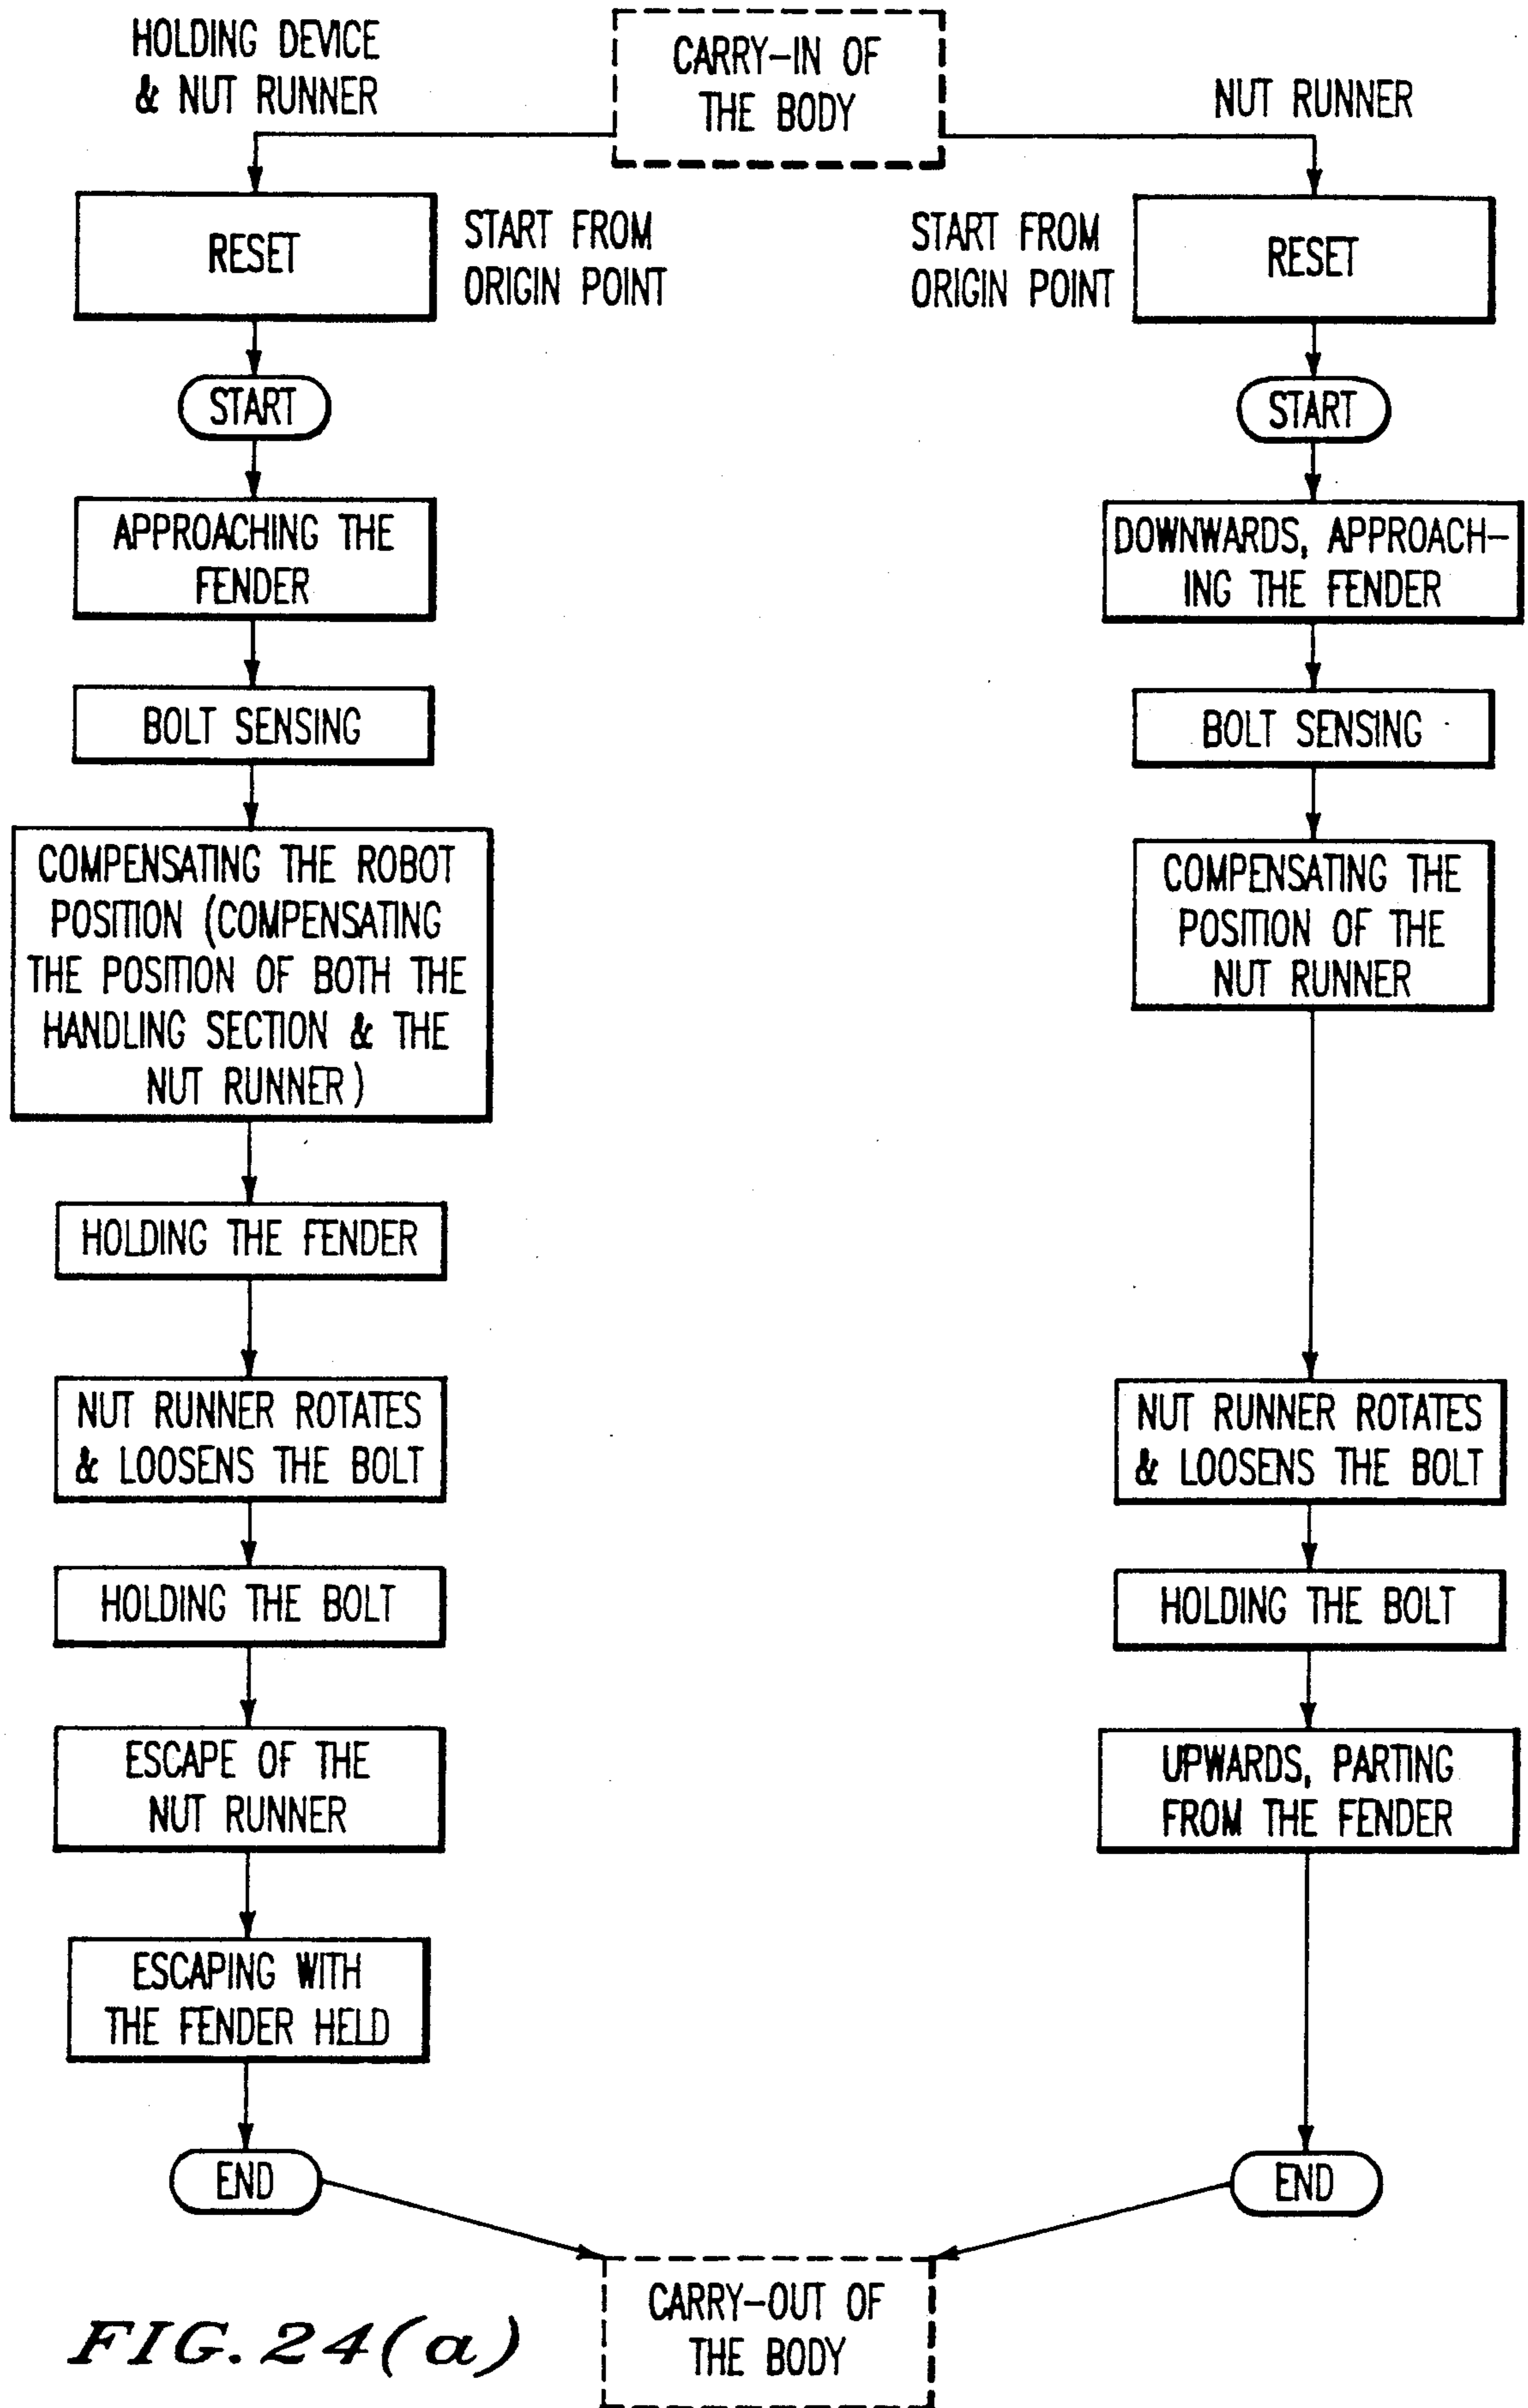 HOLDING DEVICE
& NUT RUNNER
CARRY-IN OF
THE BODY
NUT RUNNER
RESET
START FROM
ORIGIN POINT
START FROM
ORIGIN POINT
RESET
START
START
APPROACHING THE
FENDER
DOWNWARDS, APPROACH-
ING THE FENDER
BOLT SENSING
BOLT SENSING
COMPENSATING THE ROBOT
POSITION (COMPENSATING
THE POSITION OF BOTH THE
HANDLING SECTION & THE
NUT RUNNER)
COMPENSATING THE
POSITION OF THE
NUT RUNNER
HOLDING THE FENDER
NUT RUNNER ROTATES
& LOOSENS THE BOLT
NUT RUNNER ROTATES
& LOOSENS THE BOLT
HOLDING THE BOLT
HOLDING THE BOLT
ESCAPE OF THE
NUT RUNNER
UPWARDS, PARTING
FROM THE FENDER
ESCAPING WITH
THE FENDER HELD
END
END
CARRY-OUT OF
THE BODY
FIG. 24(a)